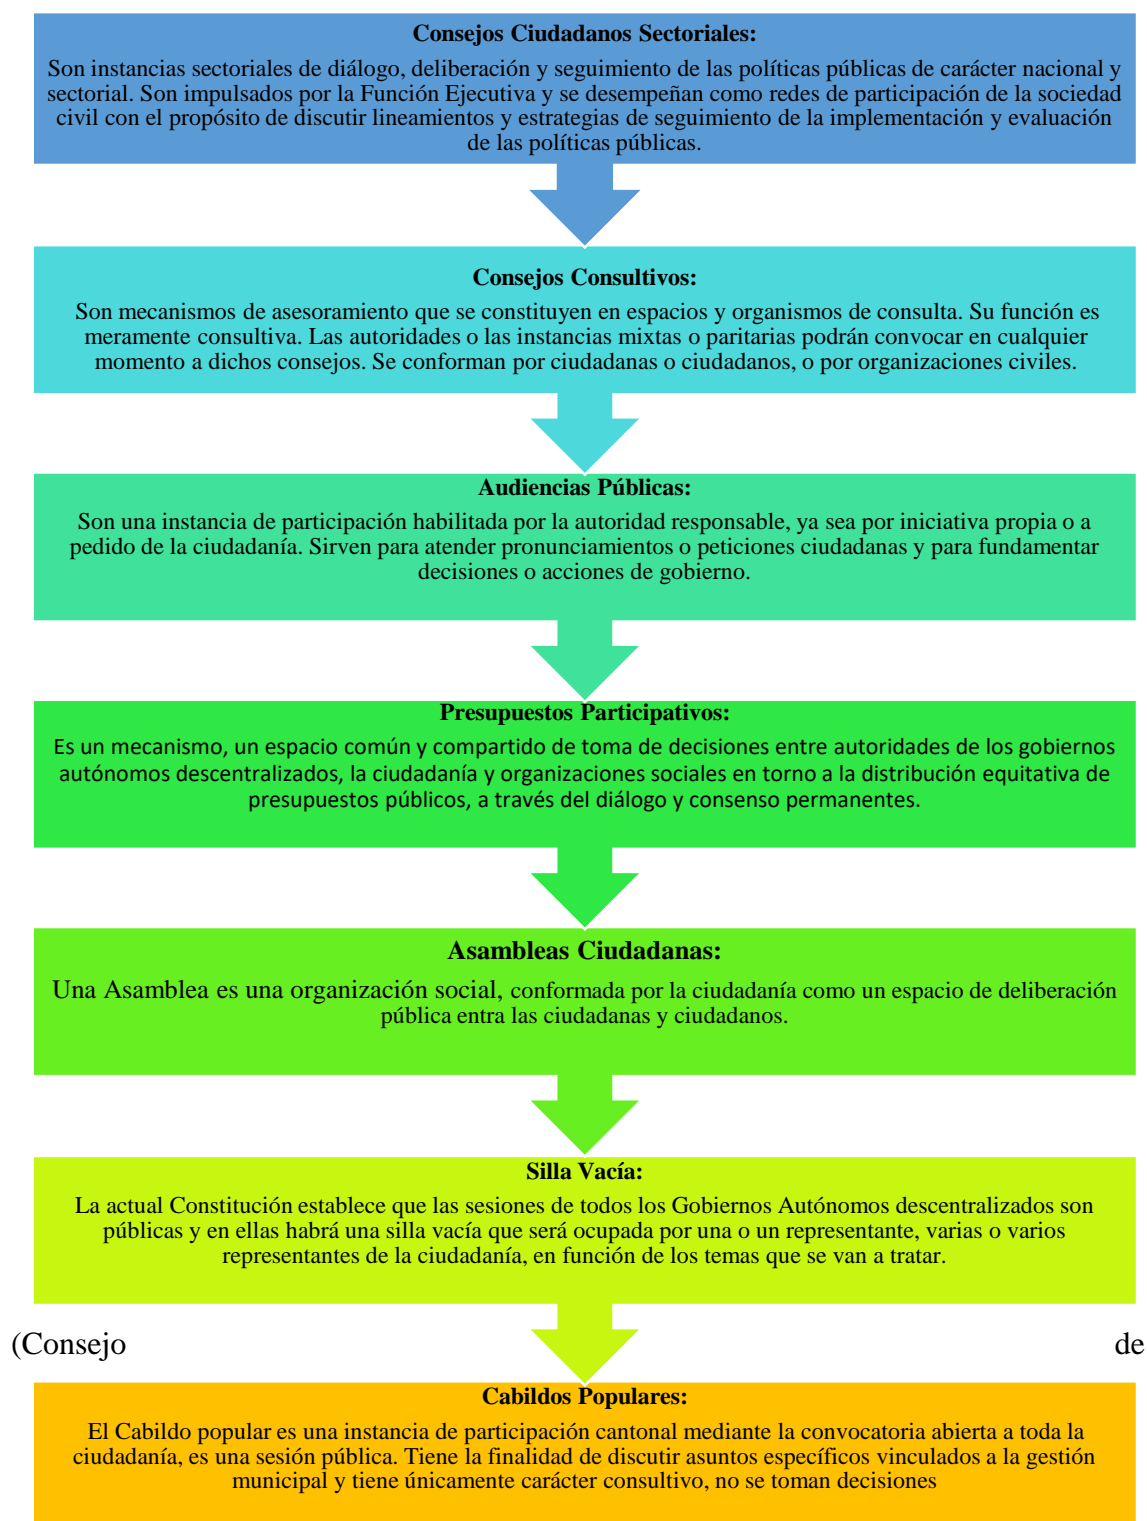 Consejos Ciudadanos Sectoriales:
Son instancias sectoriales de diálogo, deliberación y seguimiento de las políticas públicas de carácter nacional y
sectorial. Son impulsados por la Función Ejecutiva y se desempeñan como redes de participación de la sociedad
civil con el propósito de discutir lineamientos y estrategias de seguimiento de la implementación y evaluación
de las políticas públicas.
Consejos Consultivos:
Son mecanismos de asesoramiento que se constituyen en espacios y organismos de consulta. Su función es
meramente consultiva. Las autoridades o las instancias mixtas o paritarias podrán convocar en cualquier
momento a dichos consejos. Se conforman por ciudadanas o ciudadanos, o por organizaciones civiles.
Audiencias Públicas:
Son una instancia de participación habilitada por la autoridad responsable, ya sea por iniciativa propia o a
pedido de la ciudadanía. Sirven para atender pronunciamientos o peticiones ciudadanas y para fundamentar
decisiones o acciones de gobierno.
Presupuestos Participativos:
Es un mecanismo, un espacio común y compartido de toma de decisiones entre autoridades de los gobiernos
autónomos descentralizados, la ciudadanía y organizaciones sociales en torno a la distribución equitativa de
presupuestos públicos, a través del diálogo y consenso permanentes.
Asambleas Ciudadanas:
Una Asamblea es una organización social, conformada por la ciudadanía como un espacio de deliberación
pública entra las ciudadanas y ciudadanos.
Silla Vacía:
La actual Constitución establece que las sesiones de todos los Gobiernos Autónomos descentralizados son
públicas y en ellas habrá una silla vacía que será ocupada por una o un representante, varias o varios
representantes de la ciudadanía, en función de los temas que se van a tratar.
(Consejo de
Cabildos Populares:
El Cabildo popular es una instancia de participación cantonal mediante la convocatoria abierta a toda la
ciudadanía, es una sesión pública. Tiene la finalidad de discutir asuntos específicos vinculados a la gestión
municipal y tiene únicamente carácter consultivo, no se toman decisiones